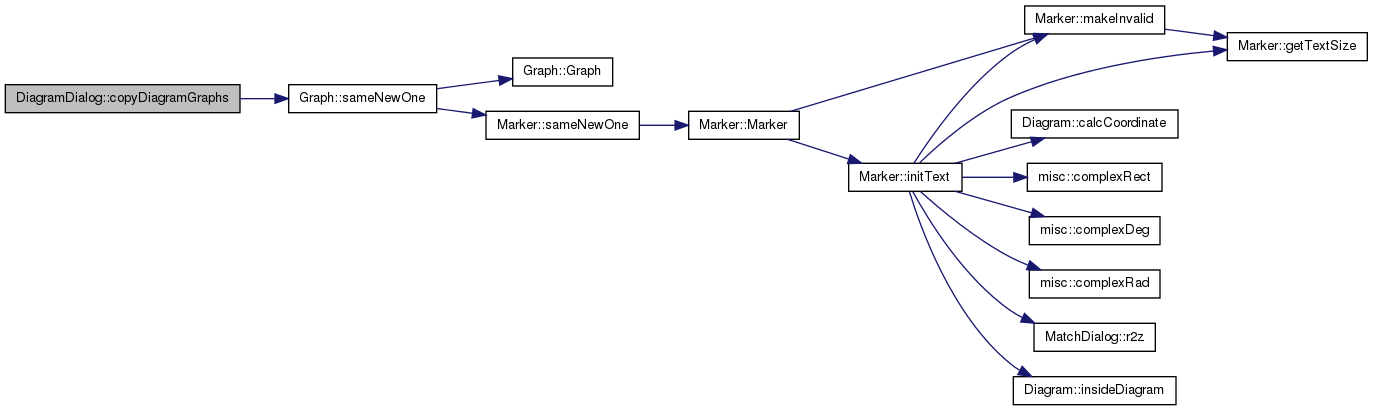 DiagramDialog::copyDiagramGraphs
Graph::sameNewOne
Graph::Graph
Marker::sameNewOne
Marker::Marker
Marker::makeInvalid
Marker::initText
Marker::getTextSize
Diagram::calcCoordinate
misc::complexRect
misc::complexDeg
misc::complexRad
MatchDialog::r2z
Diagram::insideDiagram